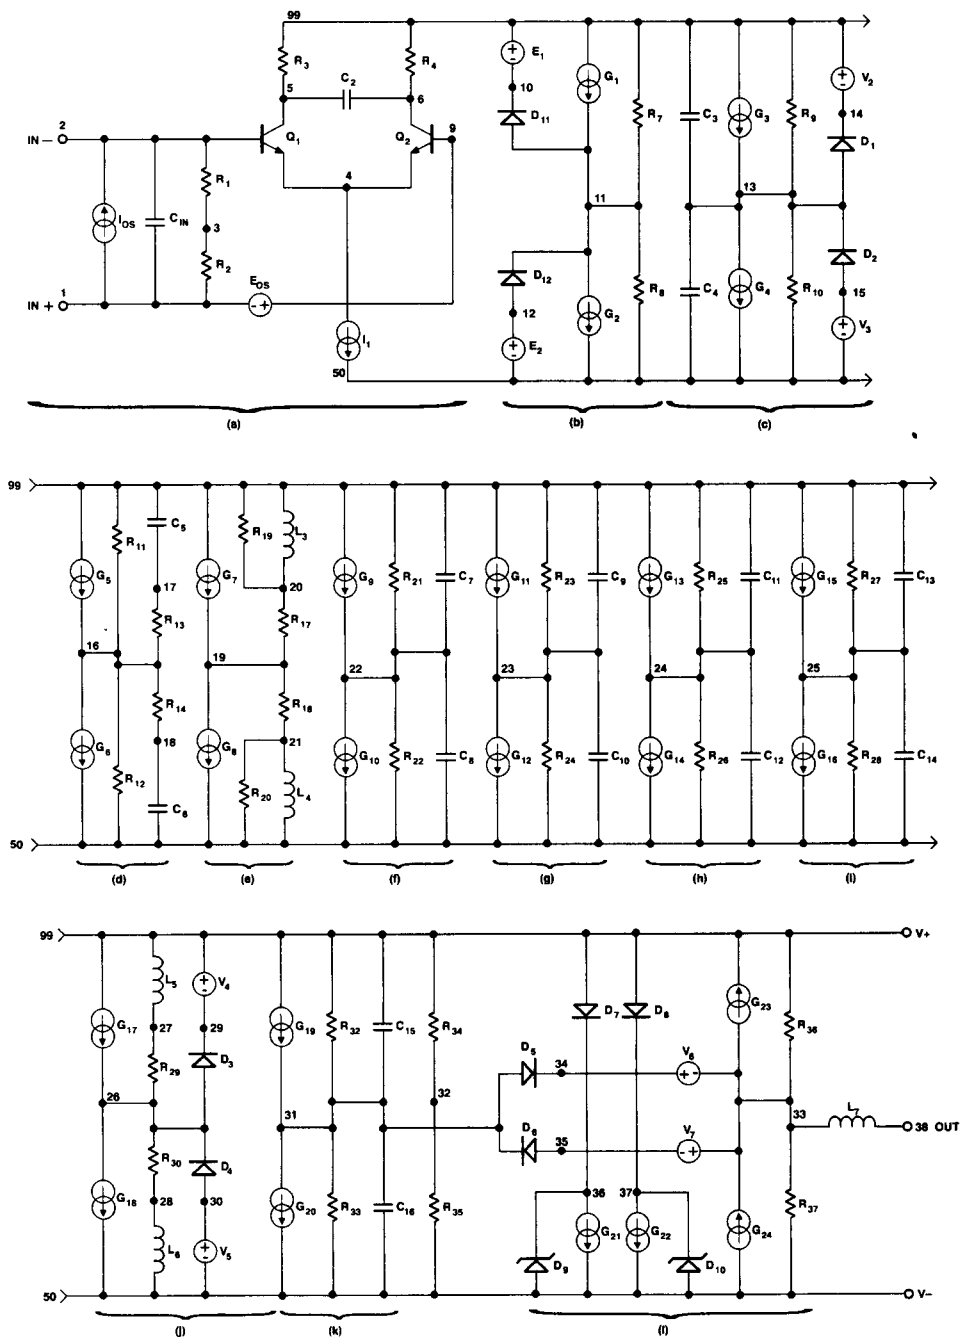 99
R3
R4
E1
G1
V2
C2
5
6
10
C3
G3
R9
14
2
9
D11
R7
IN −
Q1
Q2
D1
4
R1
13
11
IOS
CIN
3
R2
D2
EOS
D12
R8
C4
G4
R10
15
1
IN +
12
G2
I1
E2
V3
50
(a)
(b)
(c)
99
C5
R19
L3
R11
G5
17
G7
20
G9
R21
C7
G11
R23
C9
G13
R25
C11
G15
R27
C13
R13
R17
16
19
22
23
24
25
R14
R18
G6
18
G8
21
G10
R22
C8
G12
R24
C10
G14
R26
C12
G16
R28
C14
R12
R20
L4
C6
50
(d)
(e)
(f)
(g)
(h)
(i)
99
V+
L5
V4
G17
27
29
G19
R32
C15
R34
D7
D8
G23
R36
D3
D5
34
V6
R29
26
32
L7
31
33
38 OUT
D6
35
V7
R30
D4
G18
28
30
G20
R33
C16
R35
36
37
R37
G21
G22
G24
L6
V5
D9
D10
50
V−
(j)
(k)
(l)